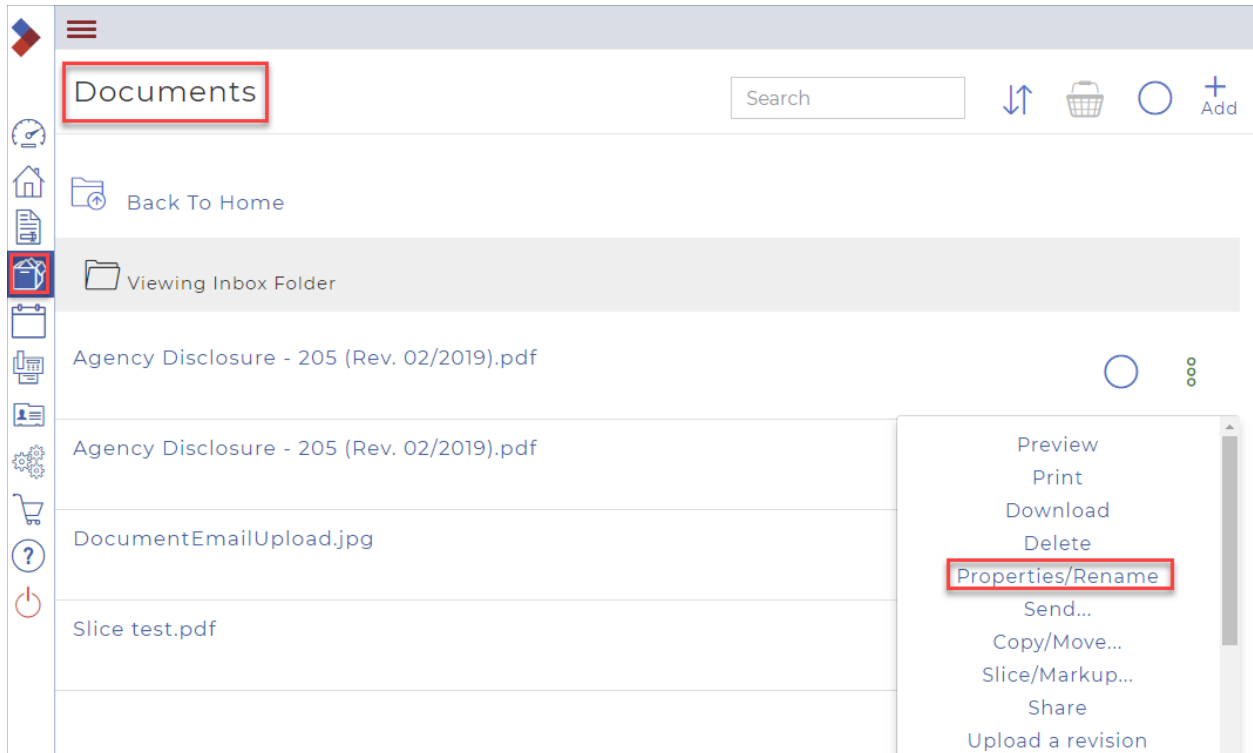 Documents
Search
Add
Back To Home
Viewing Inbox Folder
Agency Disclosure - 205 (Rev. 02/2019).pdf
Agency Disclosure - 205 (Rev. 02/2019).pdf
DocumentEmailUpload.jpg
Slice test.pdf
Preview
Print
Download
Delete
Properties/Rename
Send...
Copy/Move...
Slice/Markup...
Share
Upload a revision